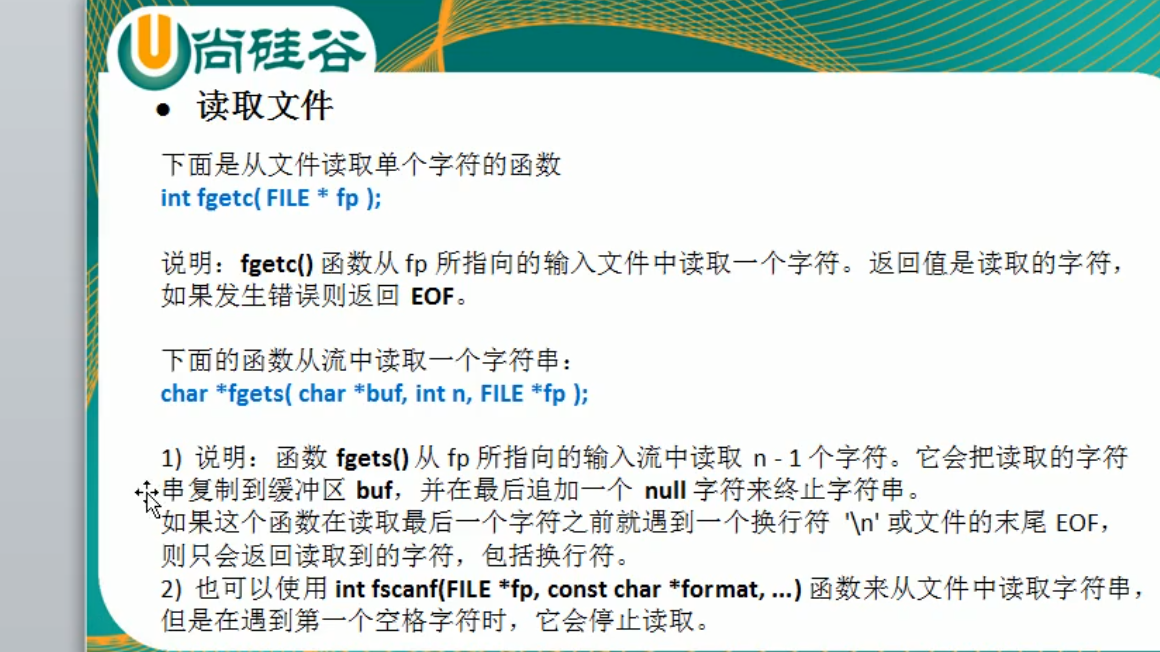 尚硅谷
● 读取文件
下面是从文件读取单个字符的函数
int fgetc( FILE * fp );
说明：fgetc() 函数从 fp 所指向的输入文件中读取一个字符。返回值是读取的字符，
如果发生错误则返回 EOF。
下面的函数从流中读取一个字符串：
char *fgets( char *buf, int n, FILE *fp );
1) 说明：函数 fgets() 从 fp 所指向的输入流中读取 n - 1 个字符。它会把读取的字符
串复制到缓冲区 buf，并在最后追加一个 null 字符来终止字符串。
如果这个函数在读取最后一个字符之前就遇到一个换行符 '\n' 或文件的末尾 EOF，
则只会返回读取到的字符，包括换行符。
2) 也可以使用 int fscanf(FILE *fp, const char *format, ...) 函数来从文件中读取字符串，
但是在遇到第一个空格字符时，它会停止读取。